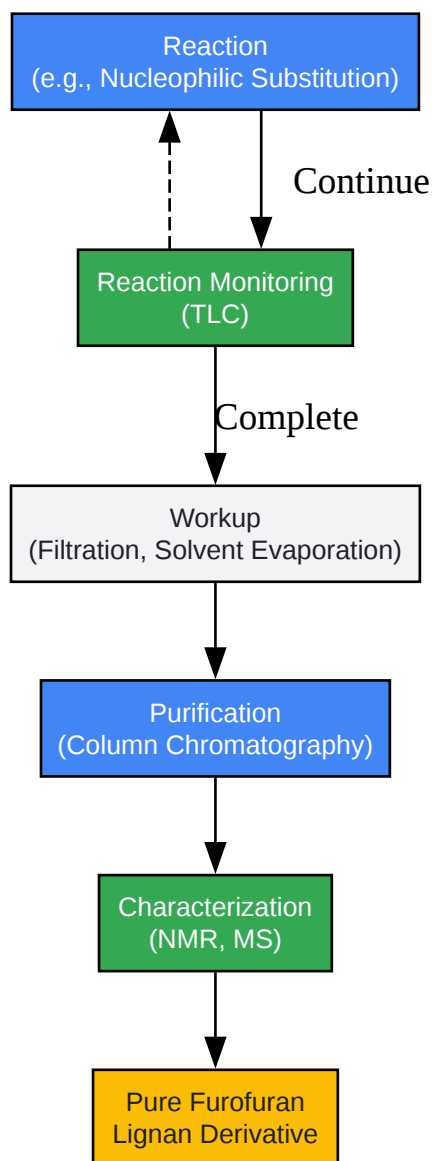 Reaction
(e.g., Nucleophilic Substitution)
Continue
Reaction Monitoring
(TLC)
Complete
Workup
(Filtration, Solvent Evaporation)
Purification
(Column Chromatography)
Characterization
(NMR, MS)
Pure Furofuran
Lignan Derivative